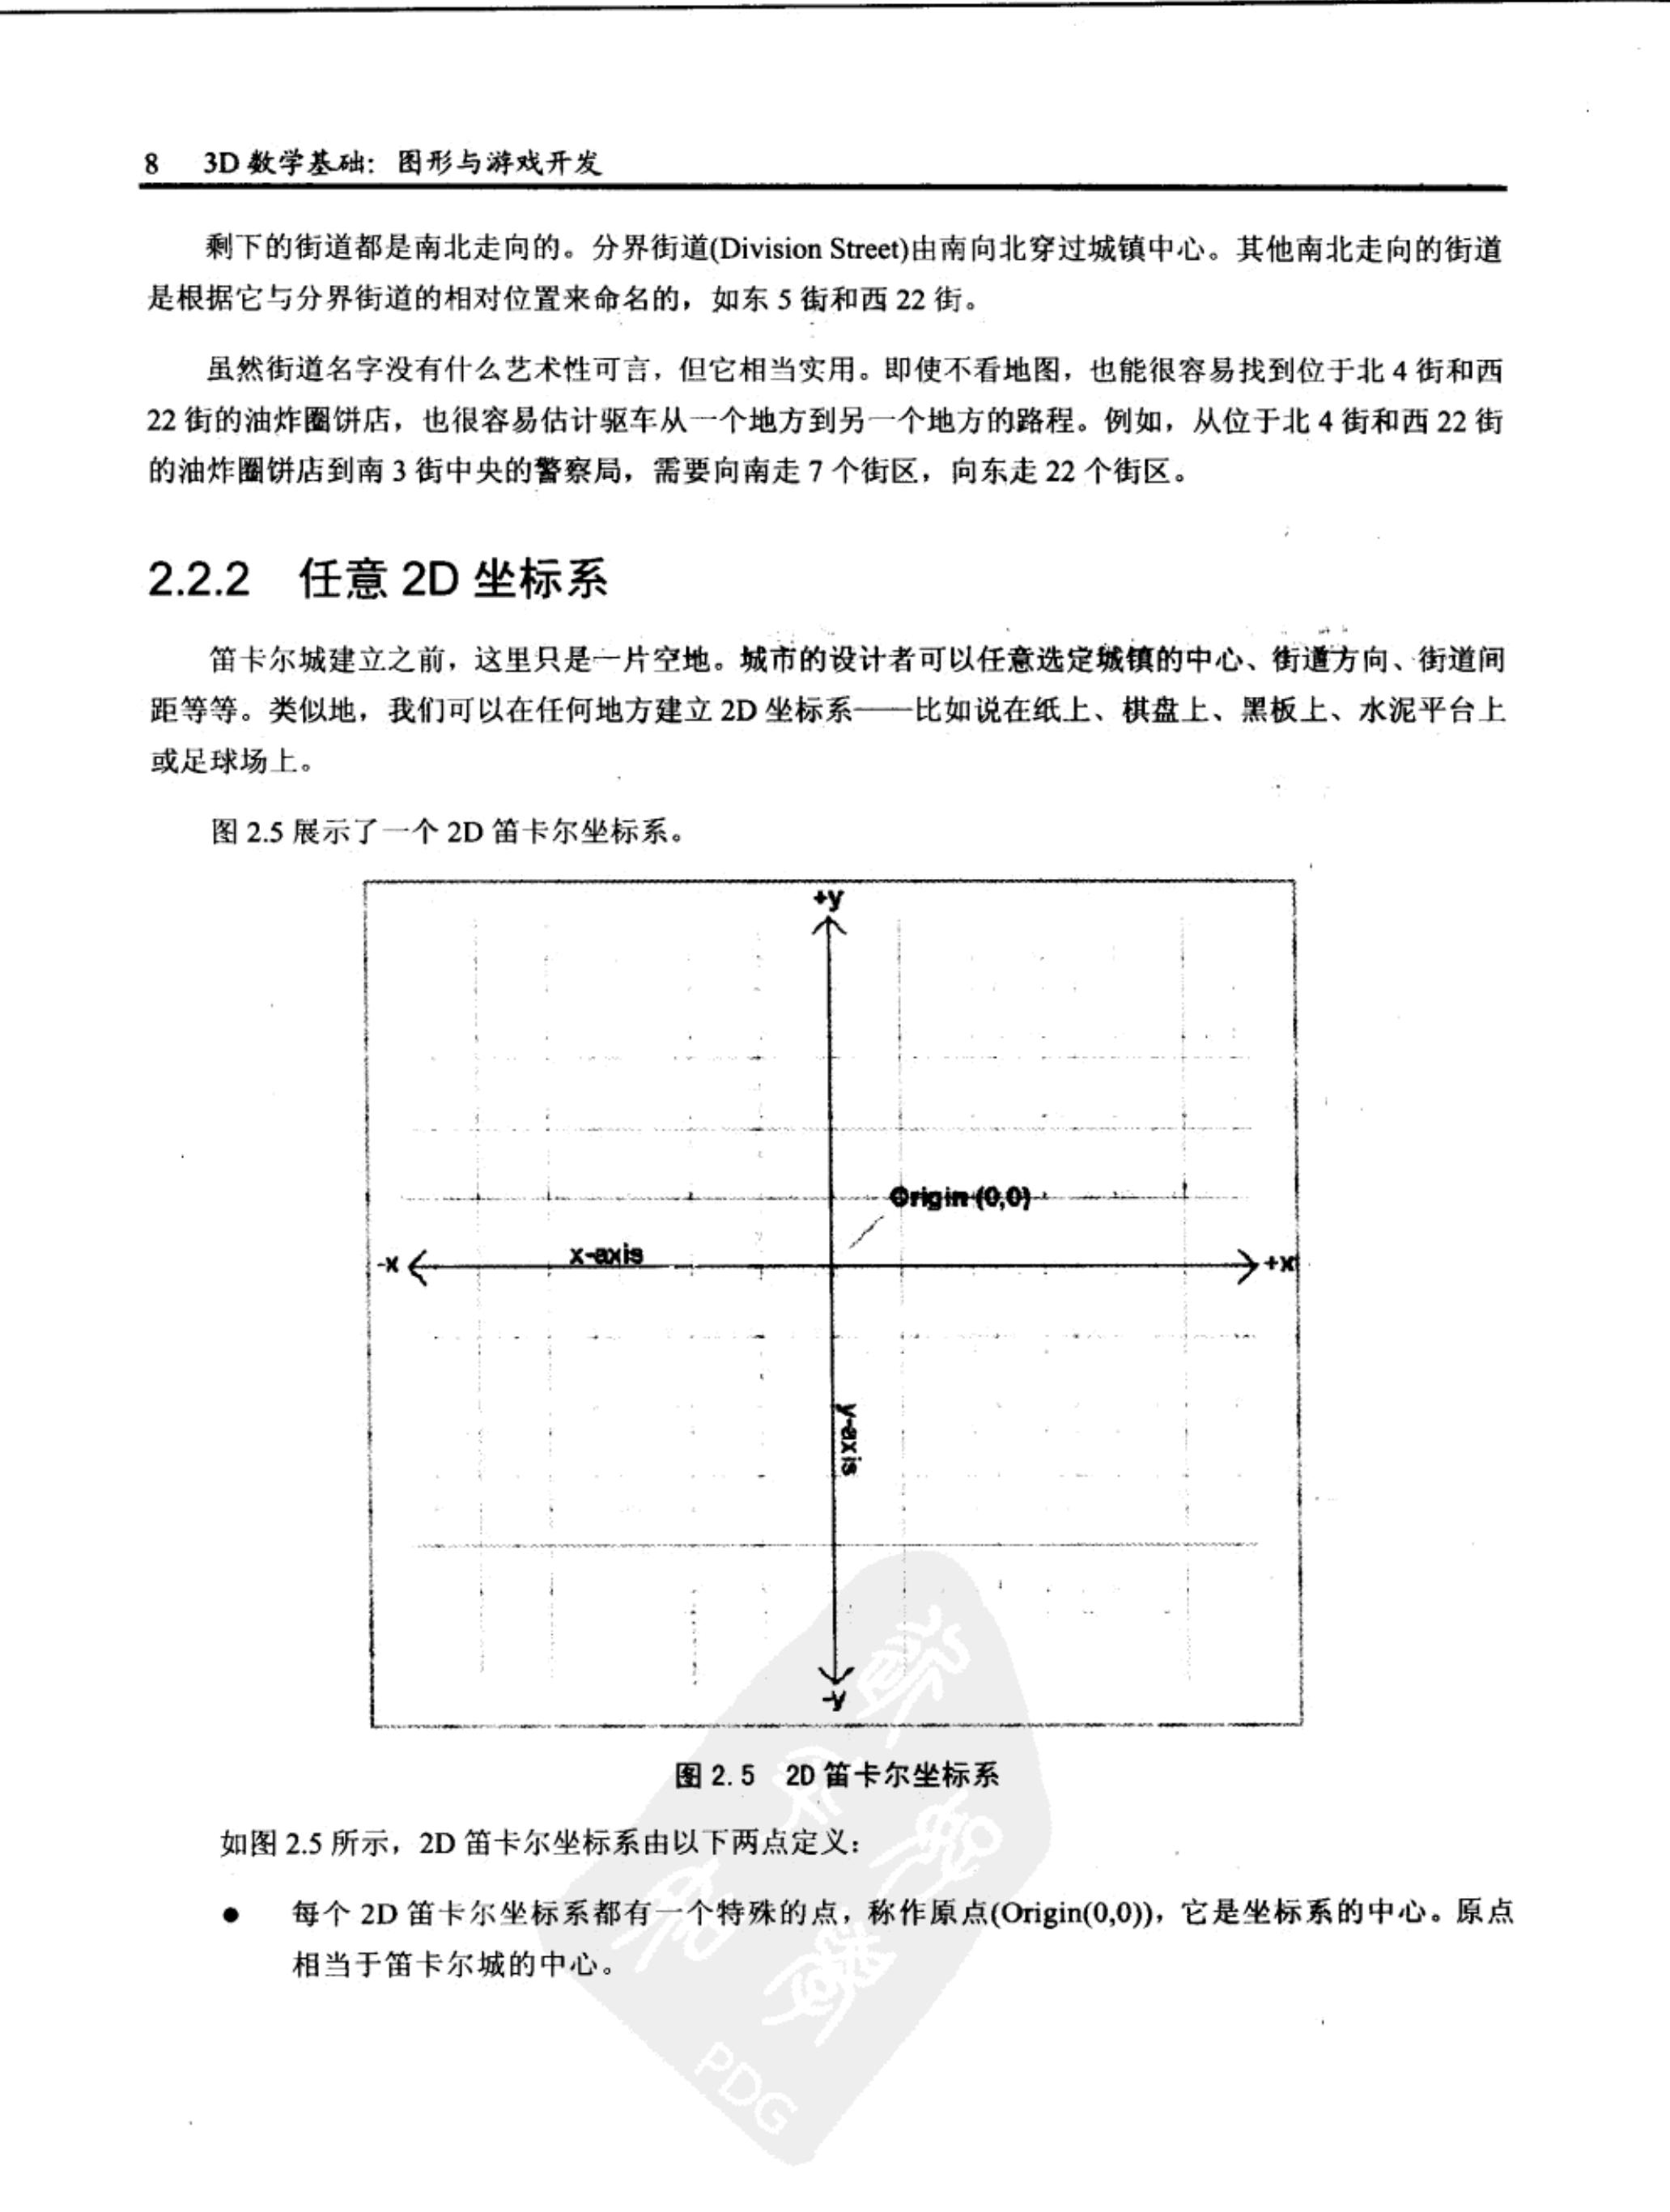 8 3D 数学基础：图形与游戏开发
剩下的街道都是南北走向的。分界街道(Division Street)由南向北穿过城镇中心。其他南北走向的街道
是根据它与分界街道的相对位置来命名的，如东 5 街和西 22 街。
虽然街道名字没有什么艺术性可言，但它相当实用。即使不看地图，也能很容易找到位于北 4 街和西
22 街的油炸圈饼店，也很容易估计驱车从一个地方到另一个地方的路程。例如，从位于北 4 街和西 22 街
的油炸圈饼店到南 3 街中央的警察局，需要向南走 7 个街区，向东走 22 个街区。
2.2.2 任意 2D 坐标系
笛卡尔城建立之前，这里只是一片空地。城市的设计者可以任意选定城镇的中心、街道方向、街道间
距等等。类似地，我们可以在任何地方建立 2D 坐标系——比如说在纸上、棋盘上、黑板上、水泥平台上
或足球场上。
图 2.5 展示了一个 2D 笛卡尔坐标系。
+y
Origin (0,0)
-x
x-axis
+x
y-axis
-y
图 2.5 2D 笛卡尔坐标系
如图 2.5 所示，2D 笛卡尔坐标系由以下两点定义：
● 每个 2D 笛卡尔坐标系都有一个特殊的点，称作原点(Origin(0,0))，它是坐标系的中心。原点
相当于笛卡尔城的中心。
PDG